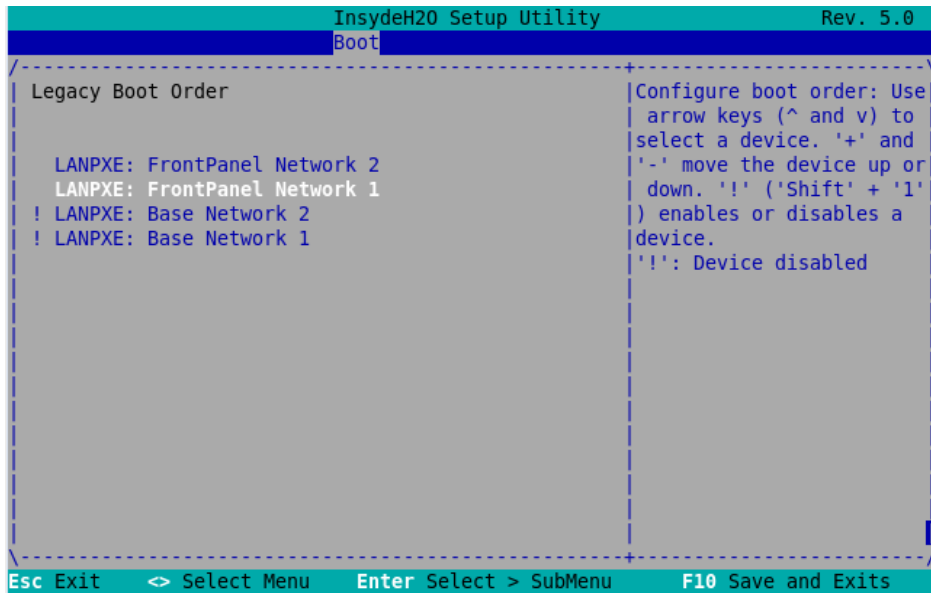 InsydeH2O Setup Utility Rev. 5.0
Boot
Legacy Boot Order
LANPXE: FrontPanel Network 2
LANPXE: FrontPanel Network 1
! LANPXE: Base Network 2
! LANPXE: Base Network 1
Configure boot order: Use
arrow keys (^ and v) to
select a device. '+' and
'-' move the device up or
down. '!' ('Shift' + '1'
) enables or disables a
device.
'!': Device disabled
Esc Exit <> Select Menu Enter Select > SubMenu F10 Save and Exits